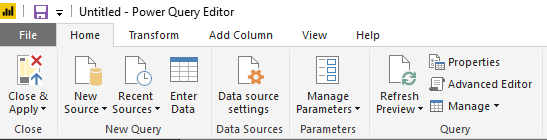 Untitled - Power Query Editor
File Home Transform Add Column View Help
Close &
Apply
New
Source
Recent
Sources
Enter
Data
Data source
settings
Manage
Parameters
Refresh
Preview
Properties
Advanced Editor
Manage
Close
New Query
Data Sources
Parameters
Query